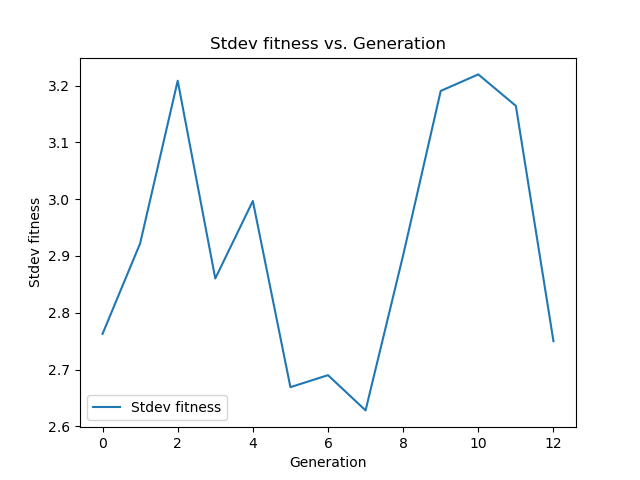 Stdev fitness vs. Generation
3.2
3.1
3.0
2.9
2.8
2.7
2.6
Stdev fitness
Stdev fitness
0 2 4 6 8 10 12
Generation